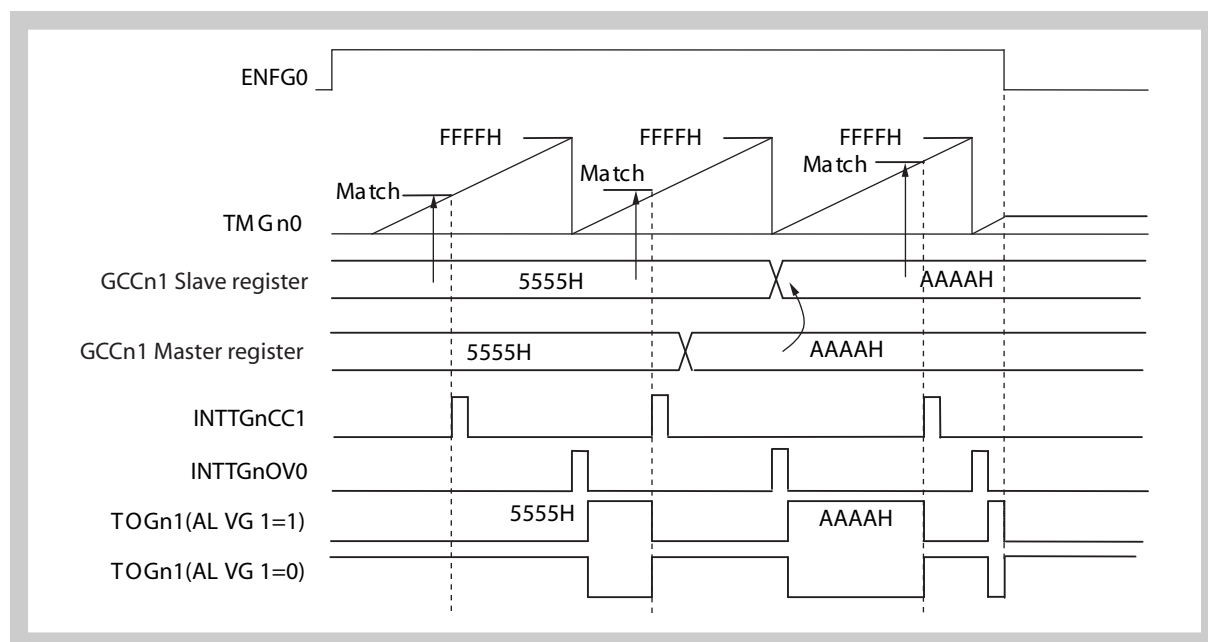 ENFG0
FFFFH FFFFH FFFFH
Match Match Match
TMGn0
GCCn1 Slave register 5555H AAAAH
GCCn1 Master register 5555H AAAAH
INTTGnCC1
INTTGnOV0
TOGn1(ALVG1=1) 5555H AAAAH
TOGn1(ALVG1=0)